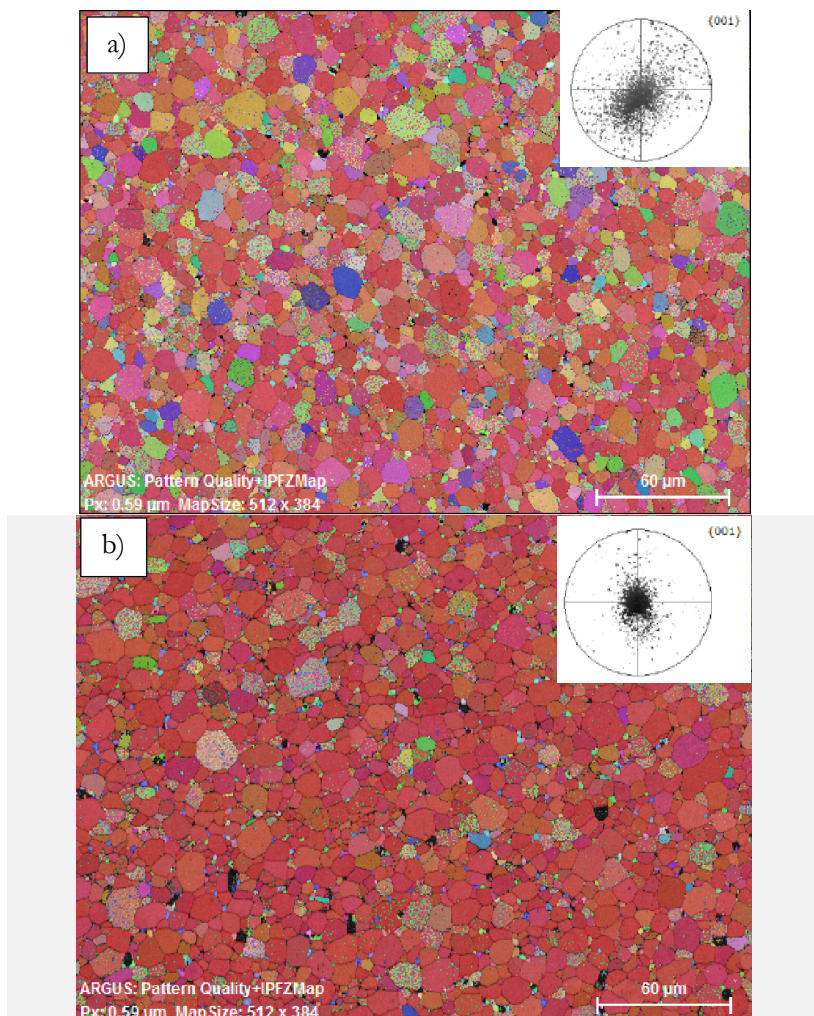 a)
{001}
ARGUS: Pattern Quality+IPFZMap
Px: 0.59 µm MapSize: 512 x 384
60 µm
b)
{001}
ARGUS: Pattern Quality+IPFZMap
Px: 0.59 µm MapSize: 512 x 384
60 µm